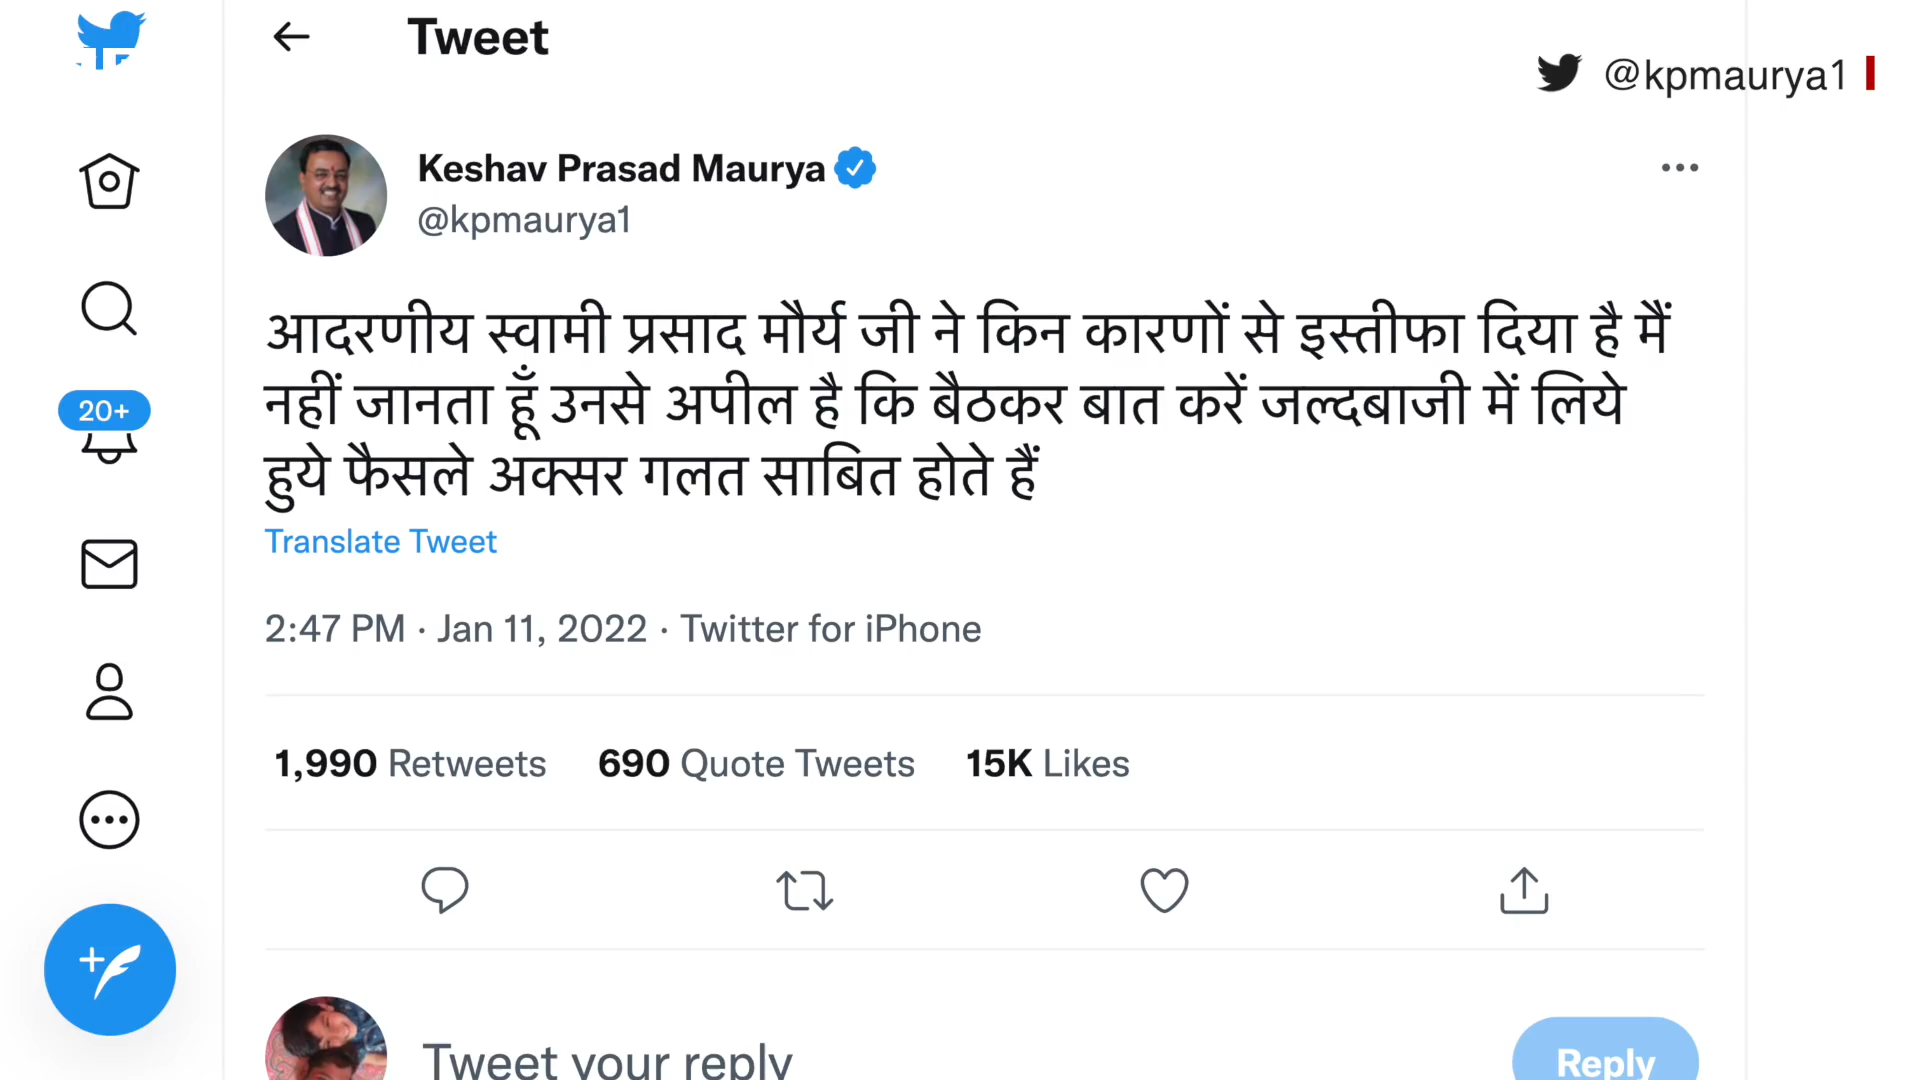 Tweet
@kpmaurya1
Keshav Prasad Maurya
@kpmaurya1
आदरणीय स्वामी प्रसाद मौर्य जी ने किन कारणों से इस्तीफा दिया है मैं
नहीं जानता हूँ उनसे अपील है कि बैठकर बात करें जल्दबाजी में लिये
हुये फैसले अक्सर गलत साबित होते हैं
Translate Tweet
2:47 PM · Jan 11, 2022 · Twitter for iPhone
1,990 Retweets 690 Quote Tweets 15K Likes
Tweet your reply
Reply
20+